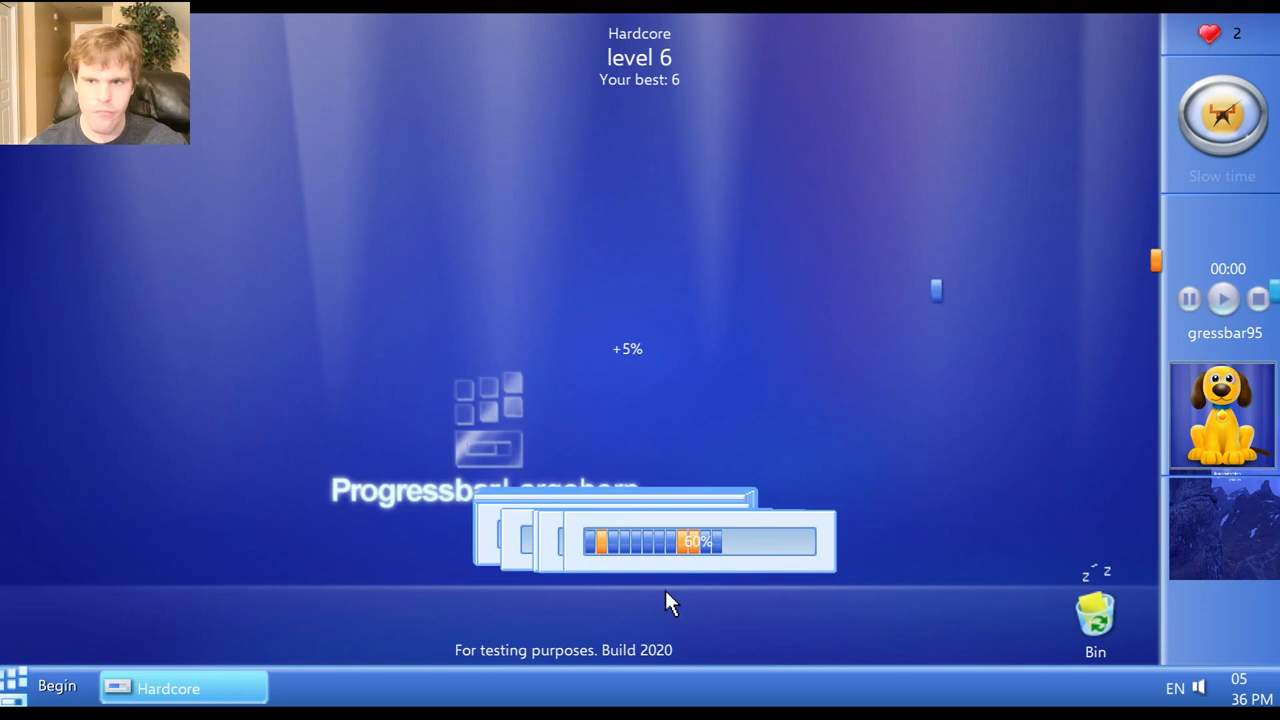 Hardcore
level 6
Your best: 6
2
Slow time
00:00
gressbar95
+5%
60%
z z
Bin
For testing purposes. Build 2020
Begin
Hardcore
EN
05
36 PM